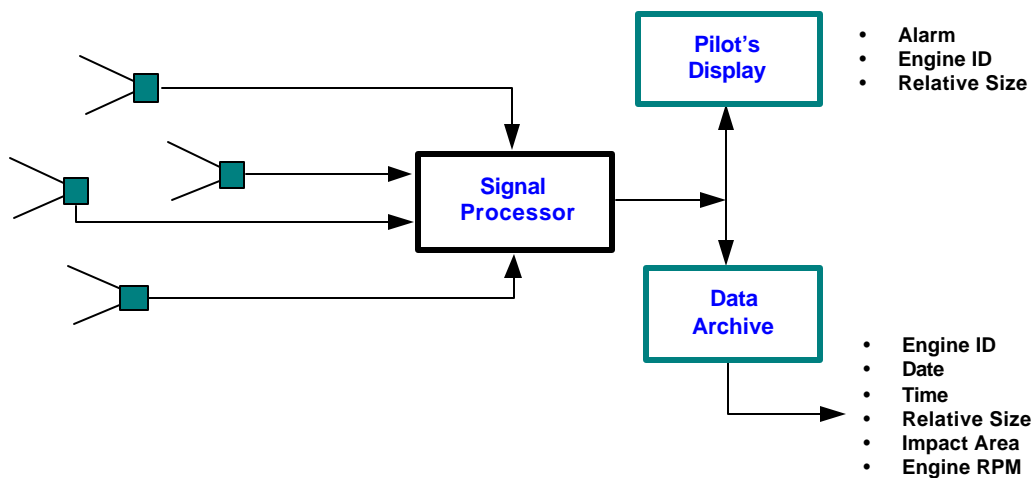 Pilot's
Display
• Alarm
• Engine ID
• Relative Size
Signal
Processor
Data
Archive
• Engine ID
• Date
• Time
• Relative Size
• Impact Area
• Engine RPM